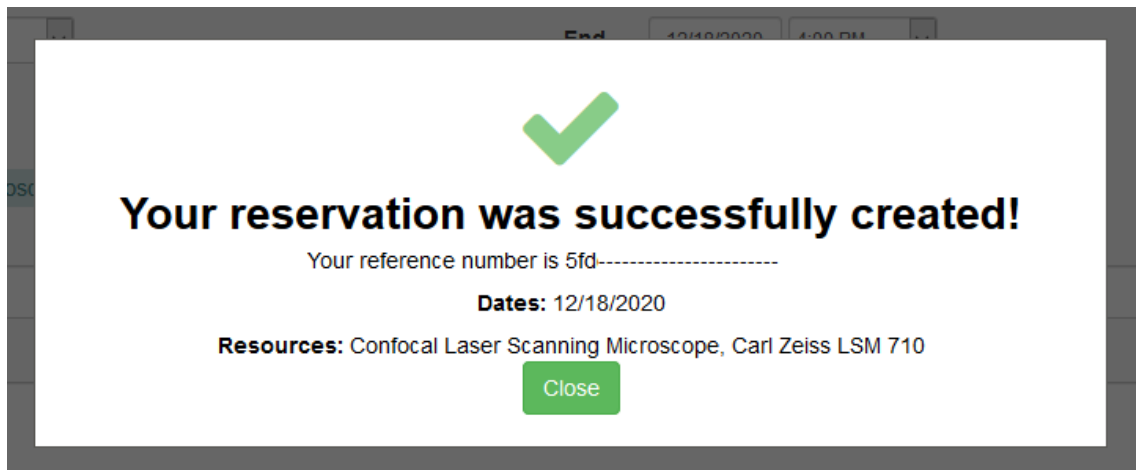 End 12/18/2020 4:00 PM
Your reservation was successfully created!
Your reference number is 5fd-----------------------
Dates: 12/18/2020
Resources: Confocal Laser Scanning Microscope, Carl Zeiss LSM 710
Close